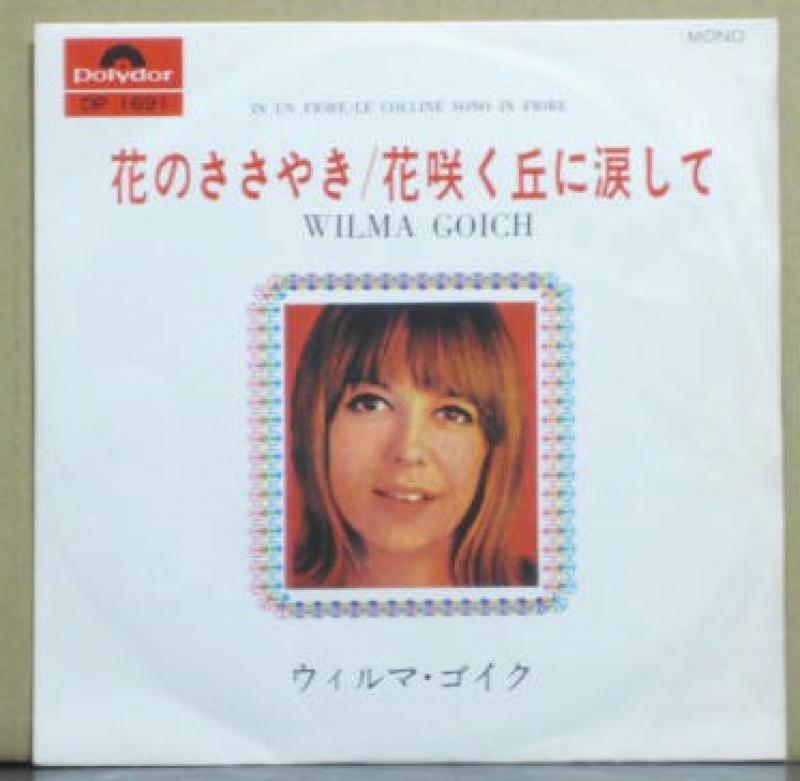 MONO
Polydor
DP 1691
IN UN FIORE/LE COLLINE SONO IN FIORE
花のささやき/花咲く丘に涙して
WILMA GOICH
ウィルマ・ゴイク